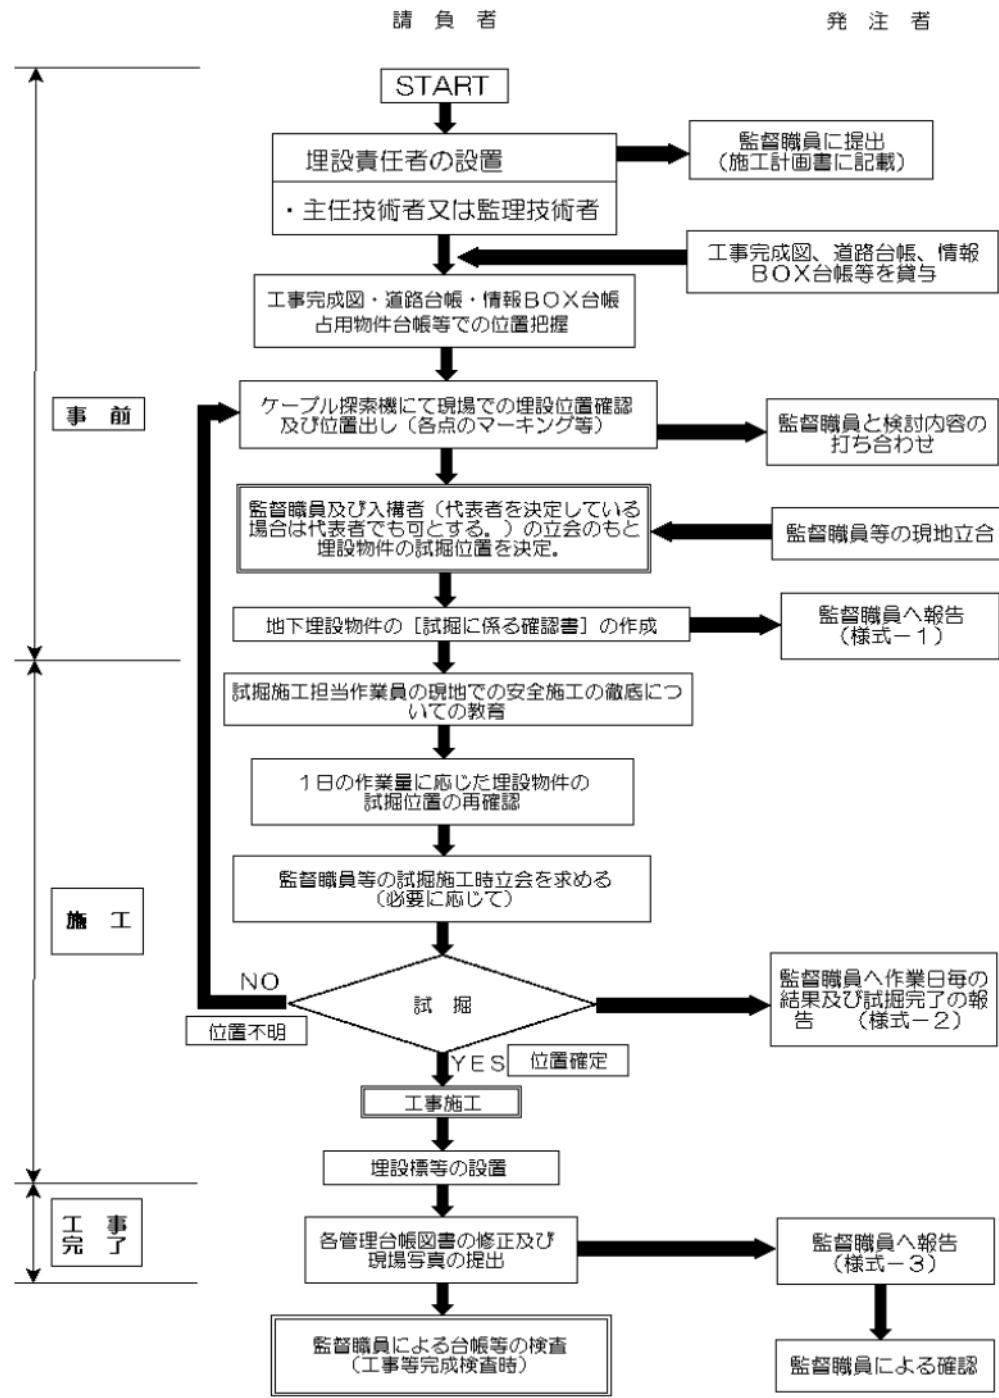 請 負 者
発 注 者
START
埋設責任者の設置
・主任技術者又は監理技術者
監督職員に提出
(施工計画書に記載)
工事完成図、道路台帳、情報
BOX台帳等を貸与
工事完成図・道路台帳・情報BOX台帳
占用物件台帳等での位置把握
事 前
ケーブル探索機にて現場での埋設位置確認
及び位置出し(各点のマーキング等)
監督職員と検討内容の
打ち合わせ
監督職員及び入構者(代表者を決定している
場合は代表者でも可とする。)の立会のもと
埋設物件の試掘位置を決定。
監督職員等の現地立合
地下埋設物件の[試掘に係る確認書]の作成
監督職員へ報告
(様式-1)
試掘施工担当作業員の現地での安全施工の徹底につ
いての教育
1日の作業量に応じた埋設物件の
試掘位置の再確認
監督職員等の試掘施工時立会を求める
(必要に応じて)
施 工
NO
位置不明
試 掘
監督職員へ作業日毎の
結果及び試掘完了の報
告 (様式-2)
YES
位置確定
工事施工
埋設標等の設置
工 事
完 了
各管理台帳図書の修正及び
現場写真の提出
監督職員へ報告
(様式-3)
監督職員による台帳等の検査
(工事等完成検査時)
監督職員による確認